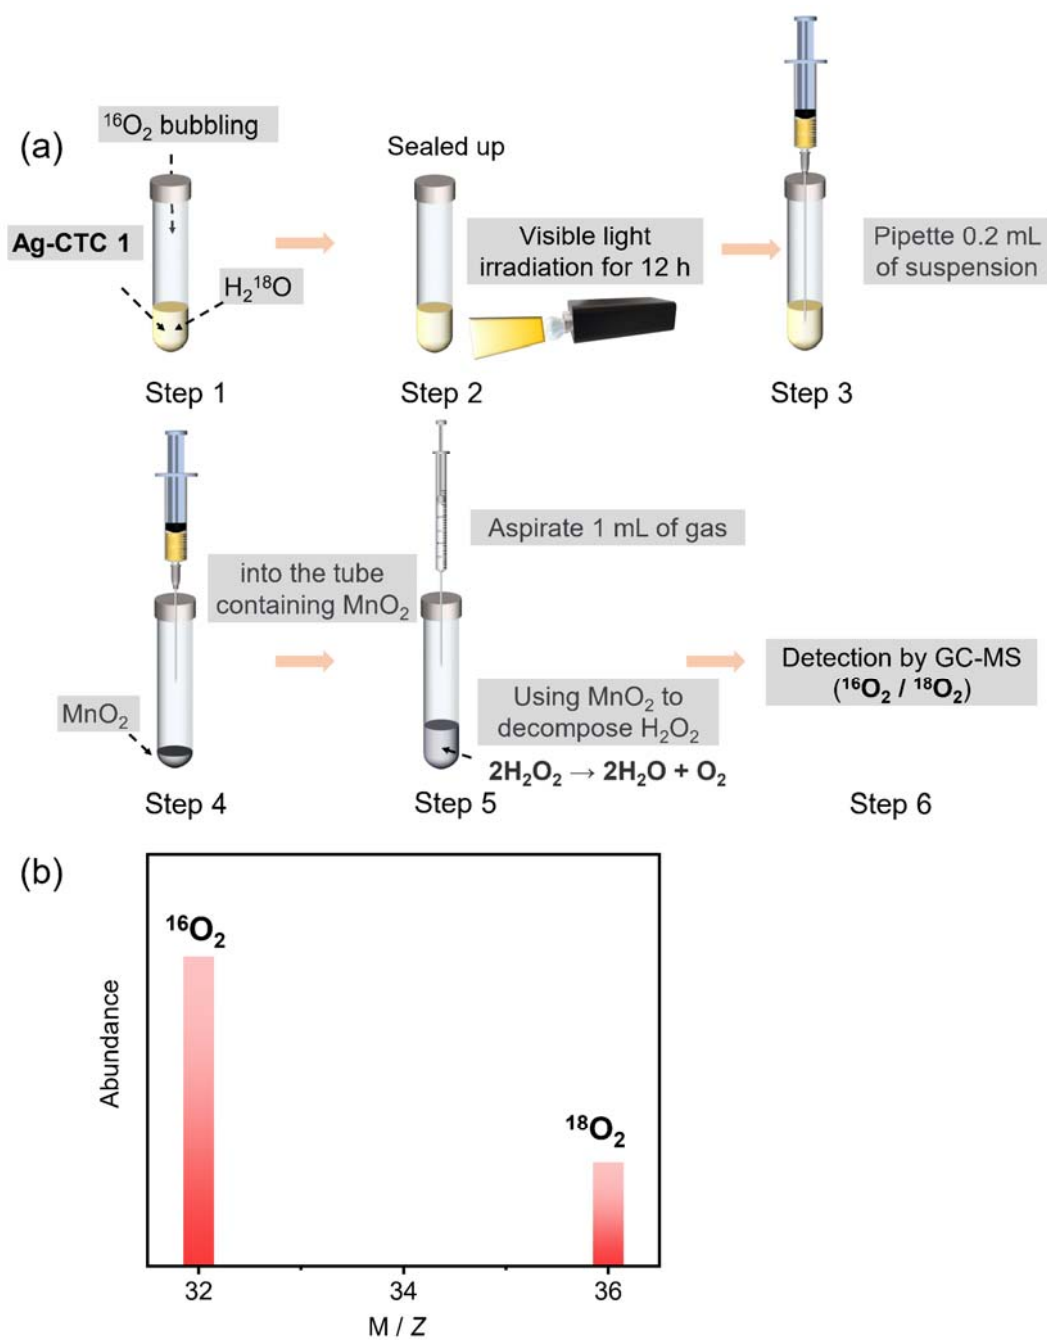 (a)
¹⁶O₂ bubbling
Ag-CTC 1
H₂¹⁸O
Step 1
Sealed up
Visible light
irradiation for 12 h
Step 2
Pipette 0.2 mL
of suspension
Step 3
MnO₂
Step 4
into the tube
containing MnO₂
Aspirate 1 mL of gas
Using MnO₂ to
decompose H₂O₂
2H₂O₂ → 2H₂O + O₂
Step 5
Detection by GC-MS
(¹⁶O₂ / ¹⁸O₂)
Step 6
(b)
Abundance
¹⁶O₂
¹⁸O₂
32
34
36
M / Z